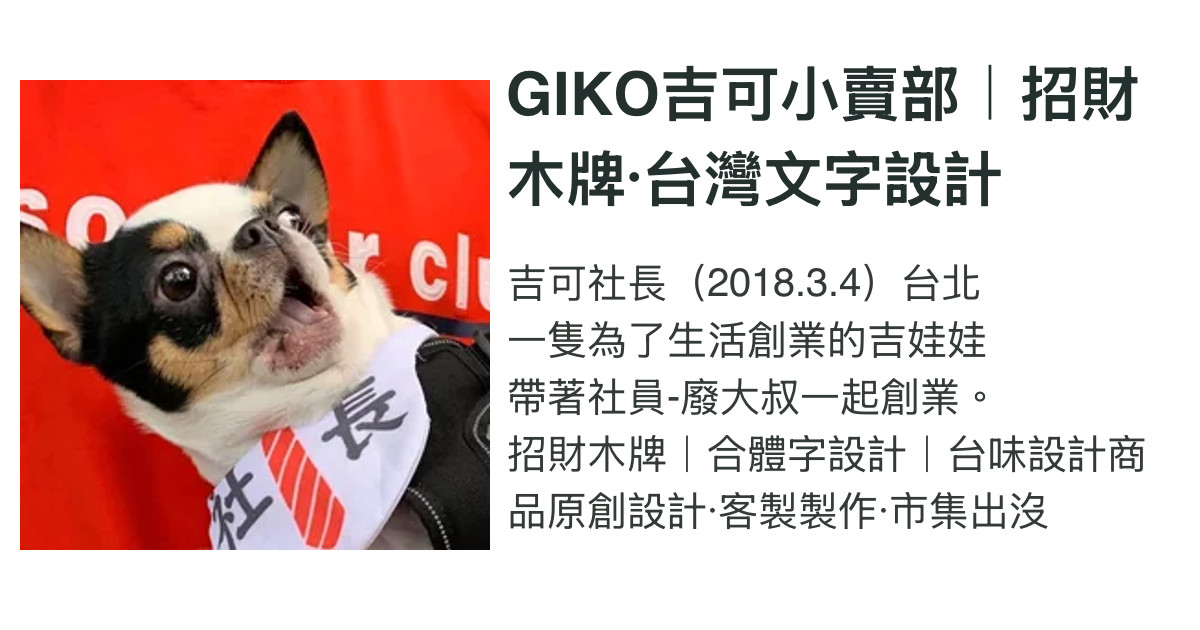 GIKO吉可小賣部｜招財
木牌·台灣文字設計
吉可社長（2018.3.4）台北
一隻為了生活創業的吉娃娃
帶著社員-廢大叔一起創業。
招財木牌｜合體字設計｜台味設計商
品原創設計·客製製作·市集出沒
so
r clu
社長